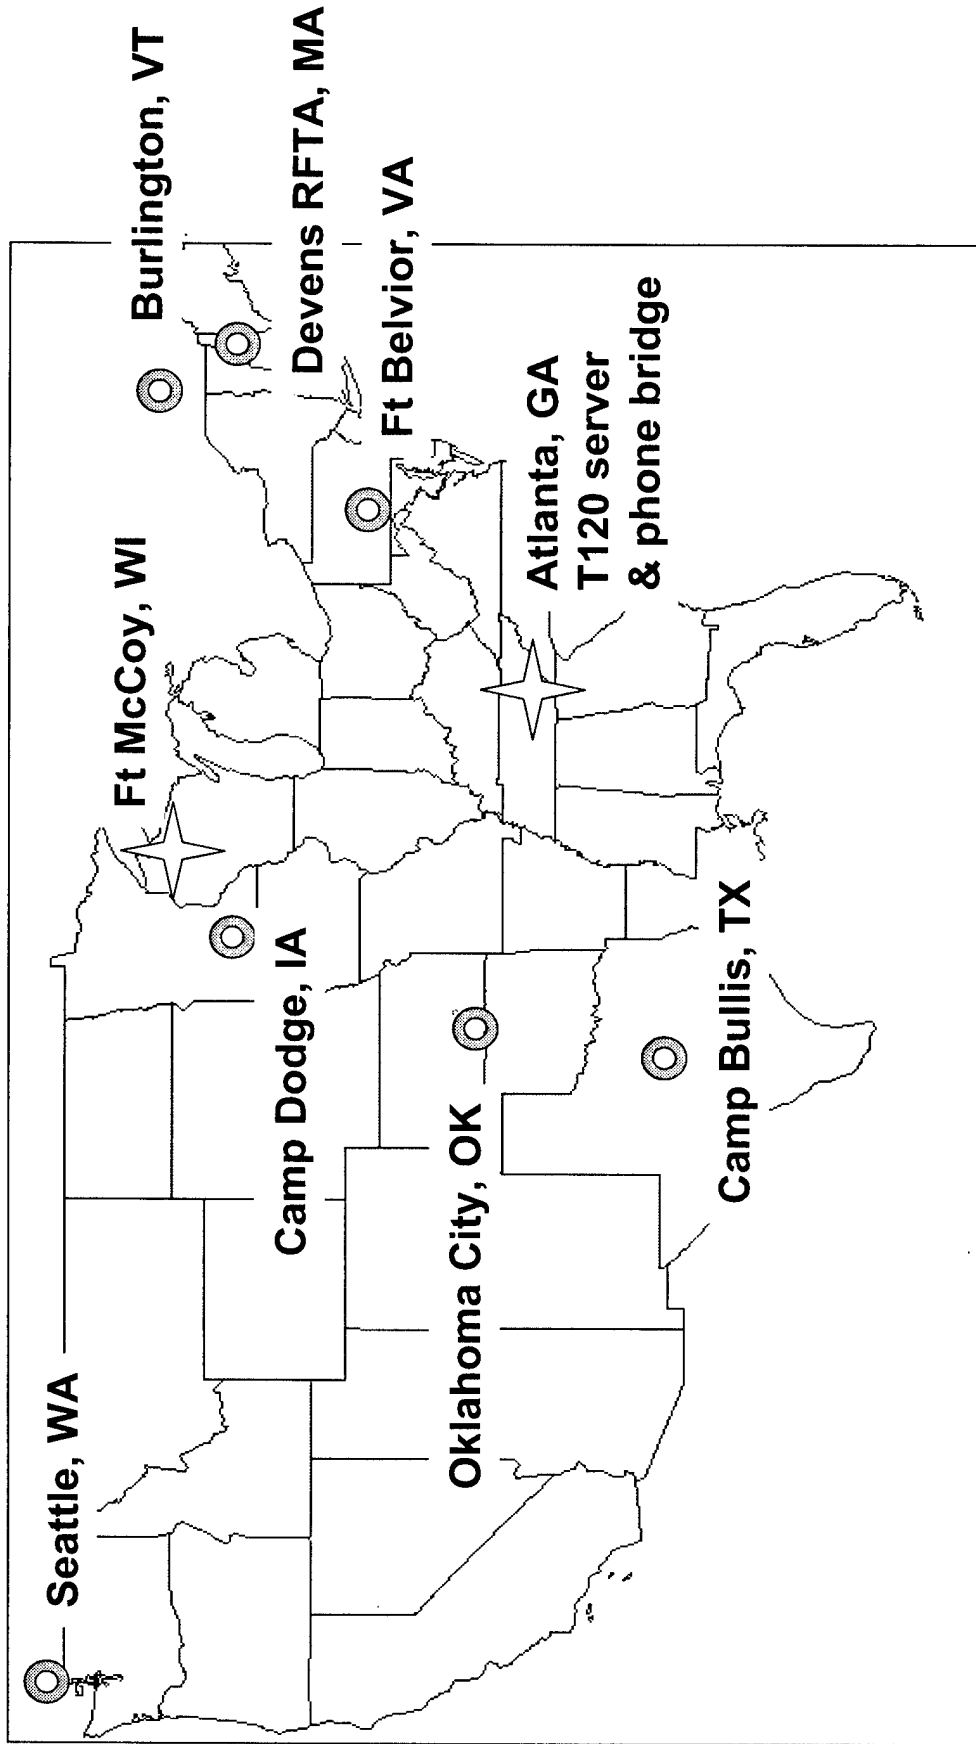 Seattle, WA
Ft McCoy, WI
Burlington, VT
Devens RFTA, MA
Camp Dodge, IA
Ft Belvior, VA
Oklahoma City, OK
Atlanta, GA
T120 server
& phone bridge
Camp Bullis, TX